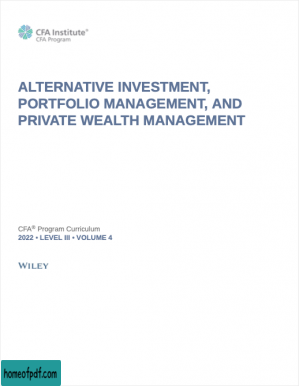 CFA Institute®
CFA Program
ALTERNATIVE INVESTMENT,
PORTFOLIO MANAGEMENT, AND
PRIVATE WEALTH MANAGEMENT
CFA® Program Curriculum
2022 • LEVEL III • VOLUME 4
WILEY
homeofpdf.com